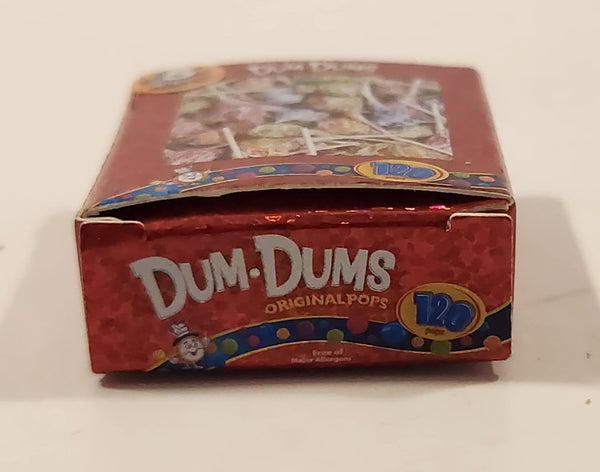 DUM DUMS
120
DUM·DUMS
ORIGINAL POPS
120
pops
Free of
Major Allergens